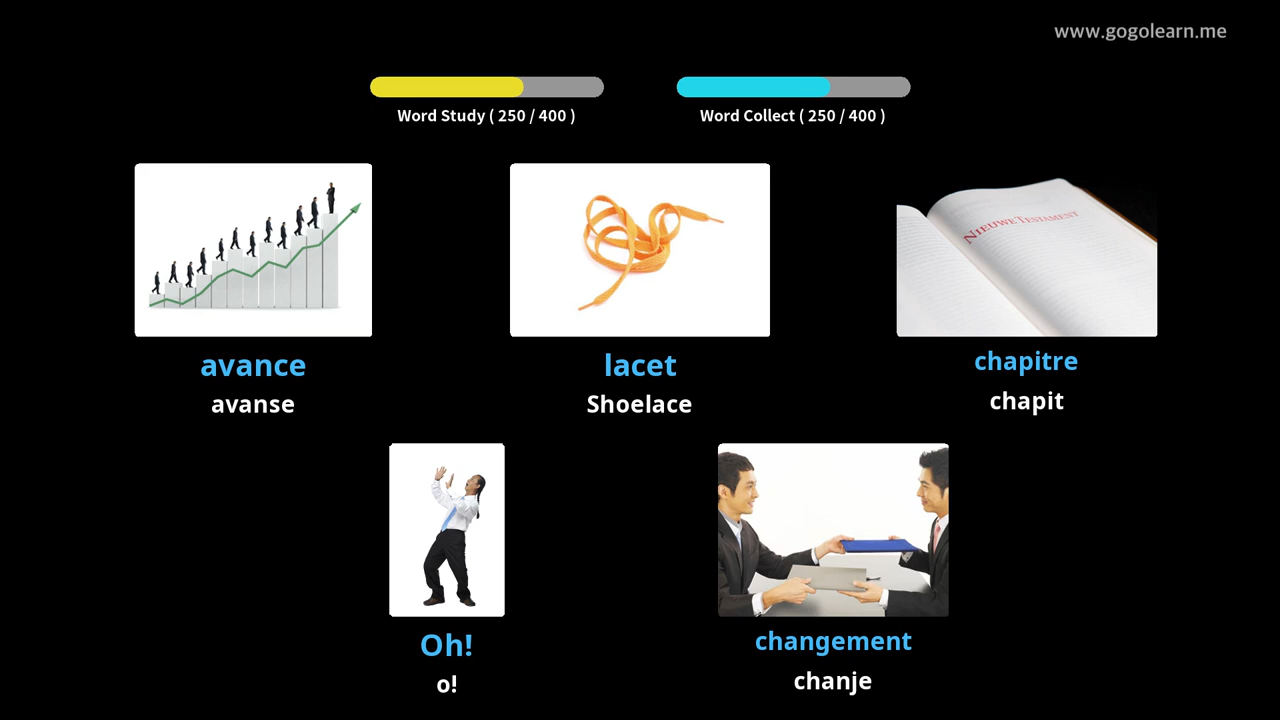 www.gogolearn.me
Word Study ( 250 / 400 )
Word Collect ( 250 / 400 )
NIEUWE TESTAMENT
avance
avanse
lacet
Shoelace
chapitre
chapit
Oh!
o!
changement
chanje